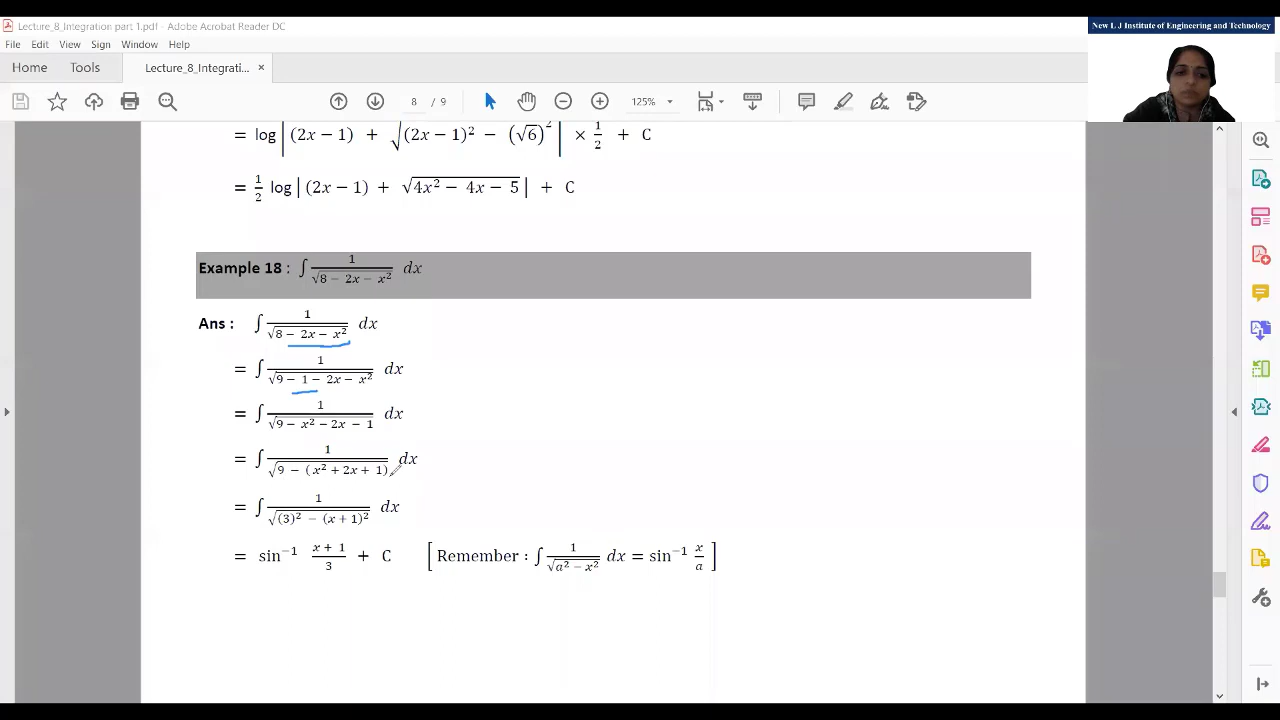 Lecture_8_Integration part 1.pdf - Adobe Acrobat Reader DC
New L J Institute of Engineering and Technology
File Edit View Sign Window Help
Home Tools Lecture_8_Integrati... ×
8 / 9 125%
= log| (2x − 1) + √((2x − 1)² − (√6)²) | × 1/2 + C
= 1/2 log| (2x − 1) + √(4x² − 4x − 5) | + C
Example 18 : ∫ 1/√(8 − 2x − x²) dx
Ans : ∫ 1/√(8 − 2x − x²) dx
= ∫ 1/√(9 − 1 − 2x − x²) dx
= ∫ 1/√(9 − x² − 2x − 1) dx
= ∫ 1/√(9 − (x² + 2x + 1)) dx
= ∫ 1/√((3)² − (x + 1)²) dx
= sin⁻¹ (x + 1)/3 + C [ Remember : ∫ 1/√(a² − x²) dx = sin⁻¹ x/a ]